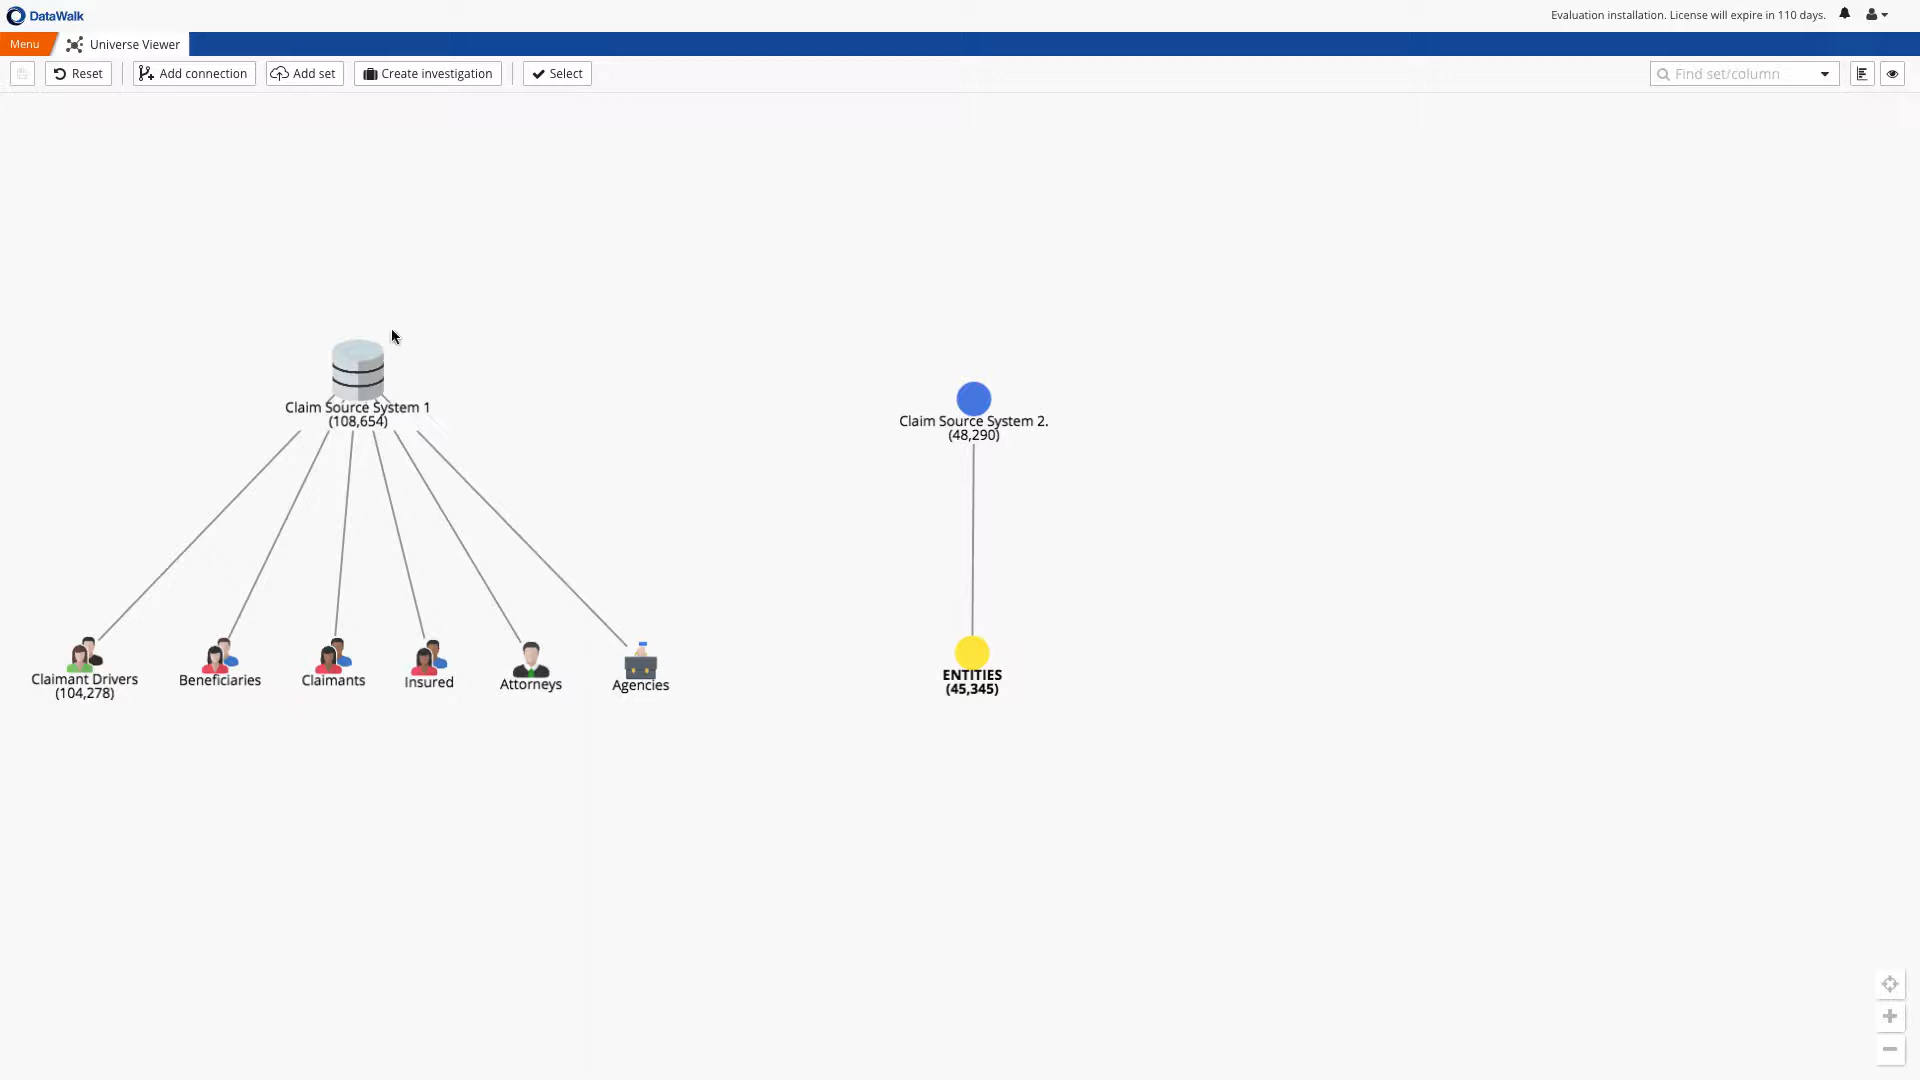 DataWalk
Evaluation installation. License will expire in 110 days.
Menu
Universe Viewer
Reset
Add connection
Add set
Create investigation
Select
Find set/column
Claim Source System 1
(108,654)
Claim Source System 2.
(48,290)
Claimant Drivers
(104,278)
Beneficiaries
Claimants
Insured
Attorneys
Agencies
ENTITIES
(45,345)